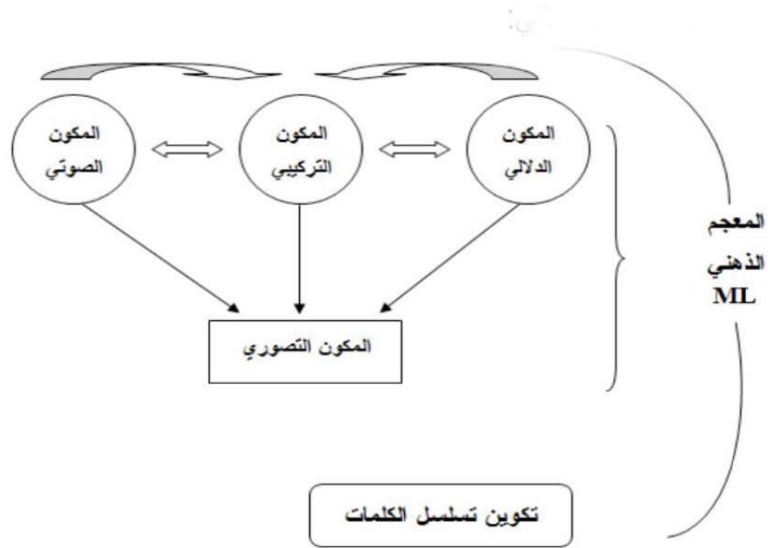 المكون
الدلالي
المكون
التركيبي
المكون
الصوتي
المعجم
الذهني
ML
المكون التصوري
تكوين تسلسل الكلمات